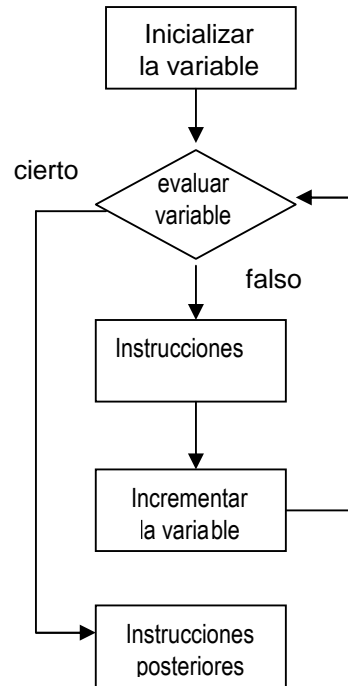 Inicializar
la variable
cierto
evaluar
variable
falso
Instrucciones
Incrementar
la variable
Instrucciones
posteriores